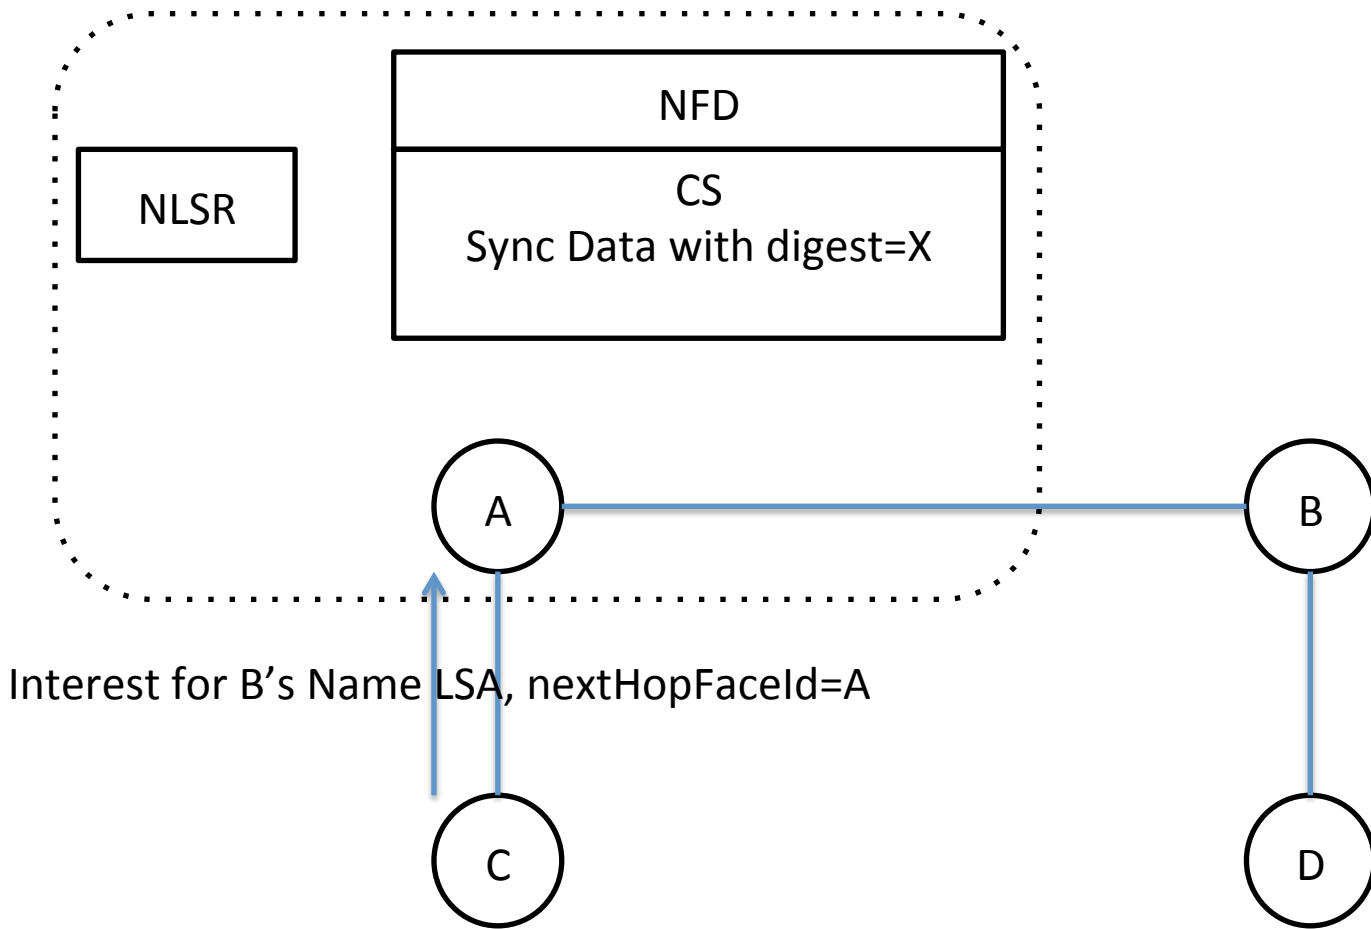 NFD
NLSR
CS
Sync Data with digest=X
A
B
Interest for B’s Name LSA, nextHopFaceId=A
C
D